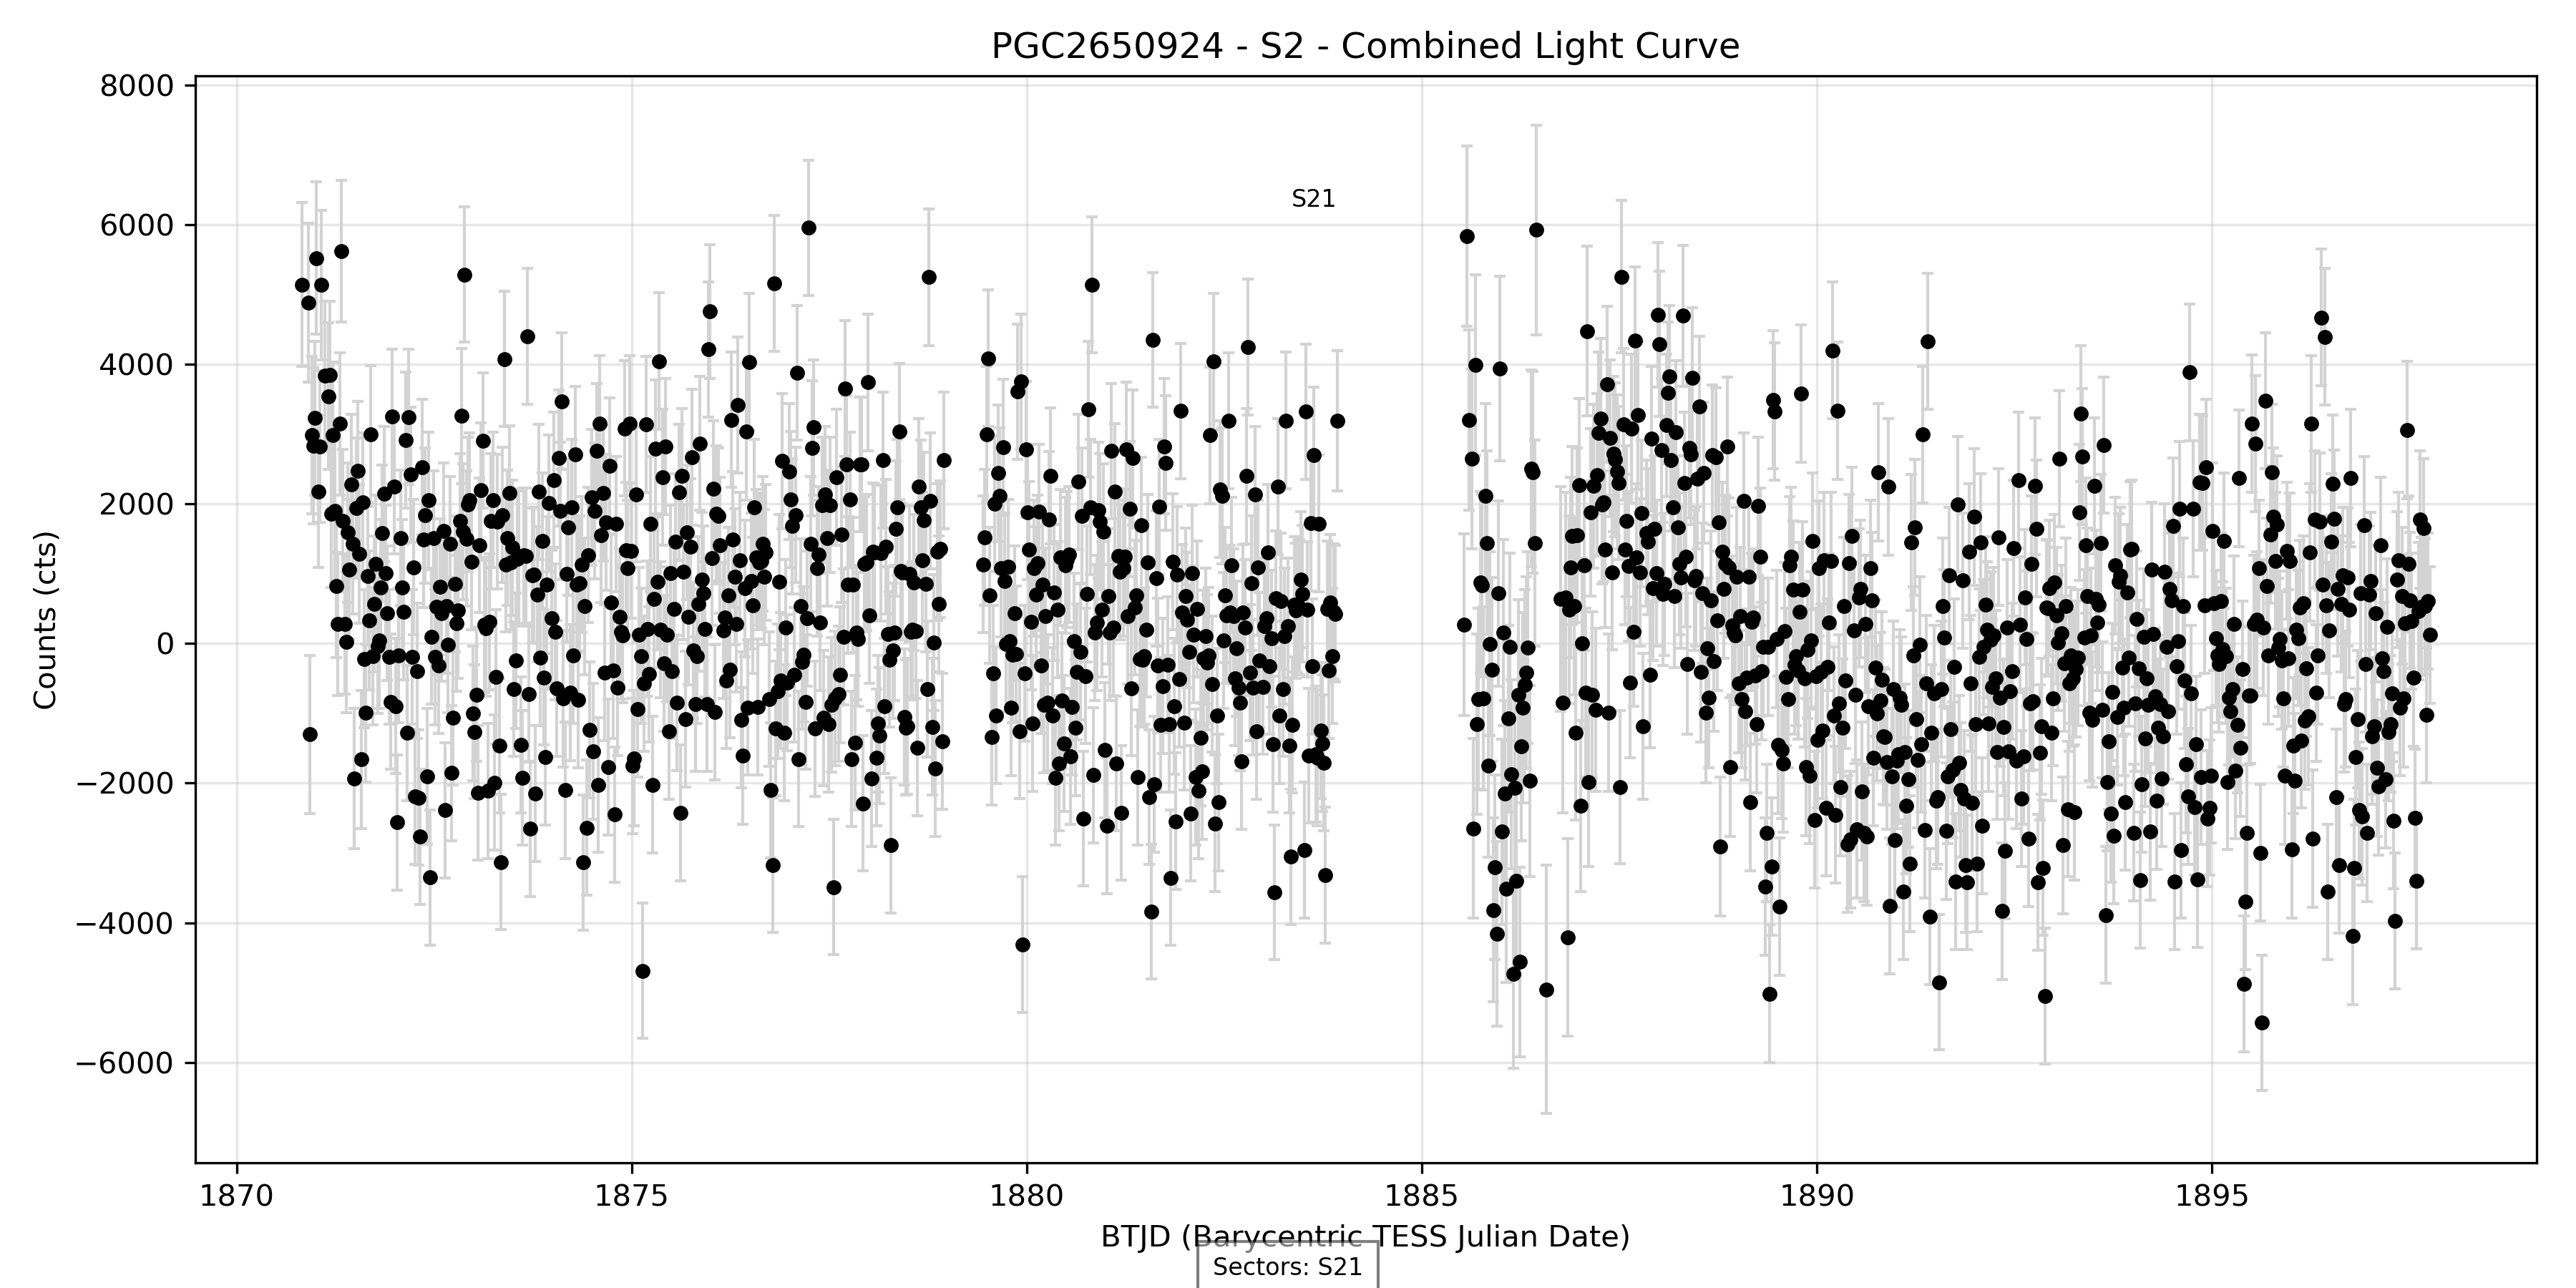 PGC2650924 - S2 - Combined Light Curve
8000
6000
4000
2000
0
−2000
−4000
−6000
Counts (cts)
S21
1870
1875
1880
1885
1890
1895
BTJD (Barycentric TESS Julian Date)
Sectors: S21